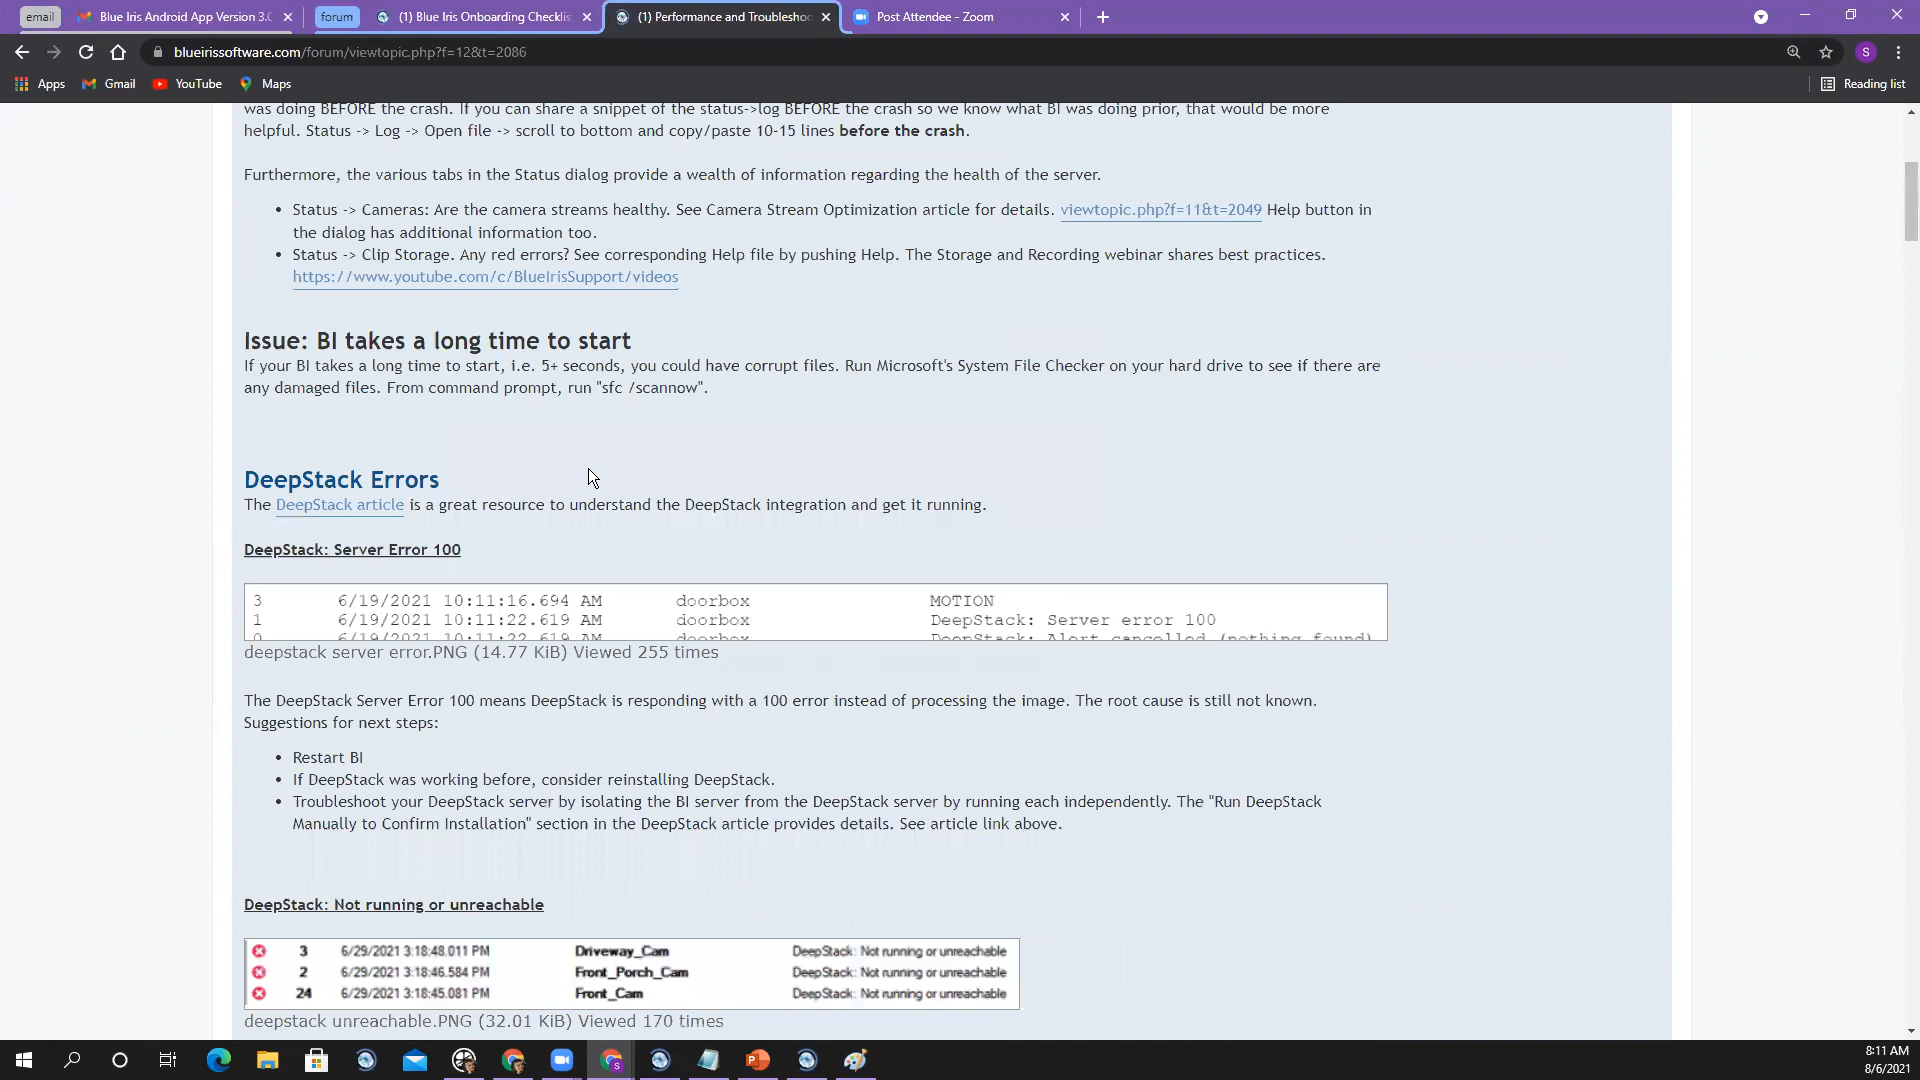 email
Blue Iris Android App Version 3.0
forum
(1) Blue Iris Onboarding Checklis
(1) Performance and Troubleshoo
Post Attendee - Zoom
blueirissoftware.com/forum/viewtopic.php?f=12&t=2086
S
Apps
Gmail
YouTube
Maps
Reading list
was doing BEFORE the crash. If you can share a snippet of the status->log BEFORE the crash so we know what BI was doing prior, that would be more
helpful. Status -> Log -> Open file -> scroll to bottom and copy/paste 10-15 lines before the crash.
Furthermore, the various tabs in the Status dialog provide a wealth of information regarding the health of the server.
• Status -> Cameras: Are the camera streams healthy. See Camera Stream Optimization article for details. viewtopic.php?f=11&t=2049 Help button in
the dialog has additional information too.
• Status -> Clip Storage. Any red errors? See corresponding Help file by pushing Help. The Storage and Recording webinar shares best practices.
https://www.youtube.com/c/BlueIrisSupport/videos
Issue: BI takes a long time to start
If your BI takes a long time to start, i.e. 5+ seconds, you could have corrupt files. Run Microsoft's System File Checker on your hard drive to see if there are
any damaged files. From command prompt, run "sfc /scannow".
DeepStack Errors
The DeepStack article is a great resource to understand the DeepStack integration and get it running.
DeepStack: Server Error 100
3 6/19/2021 10:11:16.694 AM doorbox MOTION
1 6/19/2021 10:11:22.619 AM doorbox DeepStack: Server error 100
0 6/19/2021 10:11:22.619 AM doorbox DeepStack: Alert cancelled (nothing found)
deepstack server error.PNG (14.77 KiB) Viewed 255 times
The DeepStack Server Error 100 means DeepStack is responding with a 100 error instead of processing the image. The root cause is still not known.
Suggestions for next steps:
• Restart BI
• If DeepStack was working before, consider reinstalling DeepStack.
• Troubleshoot your DeepStack server by isolating the BI server from the DeepStack server by running each independently. The "Run DeepStack
Manually to Confirm Installation" section in the DeepStack article provides details. See article link above.
DeepStack: Not running or unreachable
3 6/29/2021 3:18:48.011 PM Driveway_Cam DeepStack: Not running or unreachable
2 6/29/2021 3:18:46.584 PM Front_Porch_Cam DeepStack: Not running or unreachable
24 6/29/2021 3:18:45.081 PM Front_Cam DeepStack: Not running or unreachable
deepstack unreachable.PNG (32.01 KiB) Viewed 170 times
8:11 AM
8/6/2021